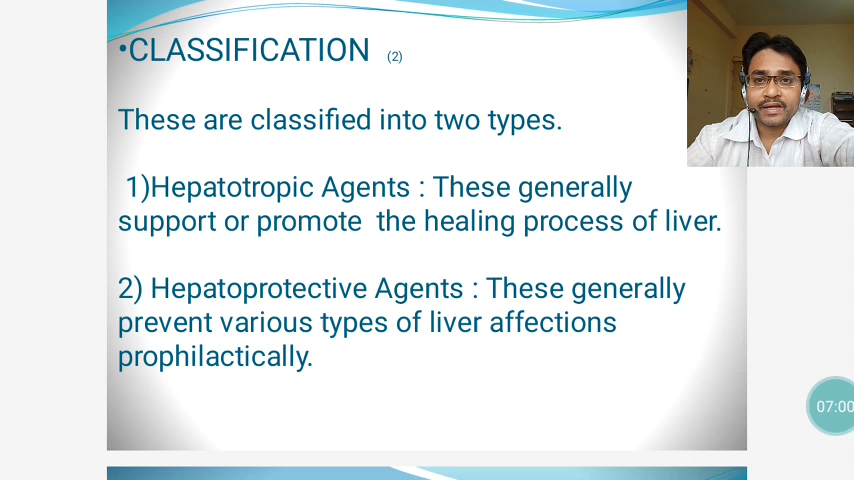 •CLASSIFICATION (2)
These are classified into two types.
1)Hepatotropic Agents : These generally
support or promote the healing process of liver.
2) Hepatoprotective Agents : These generally
prevent various types of liver affections
prophilactically.
07:00